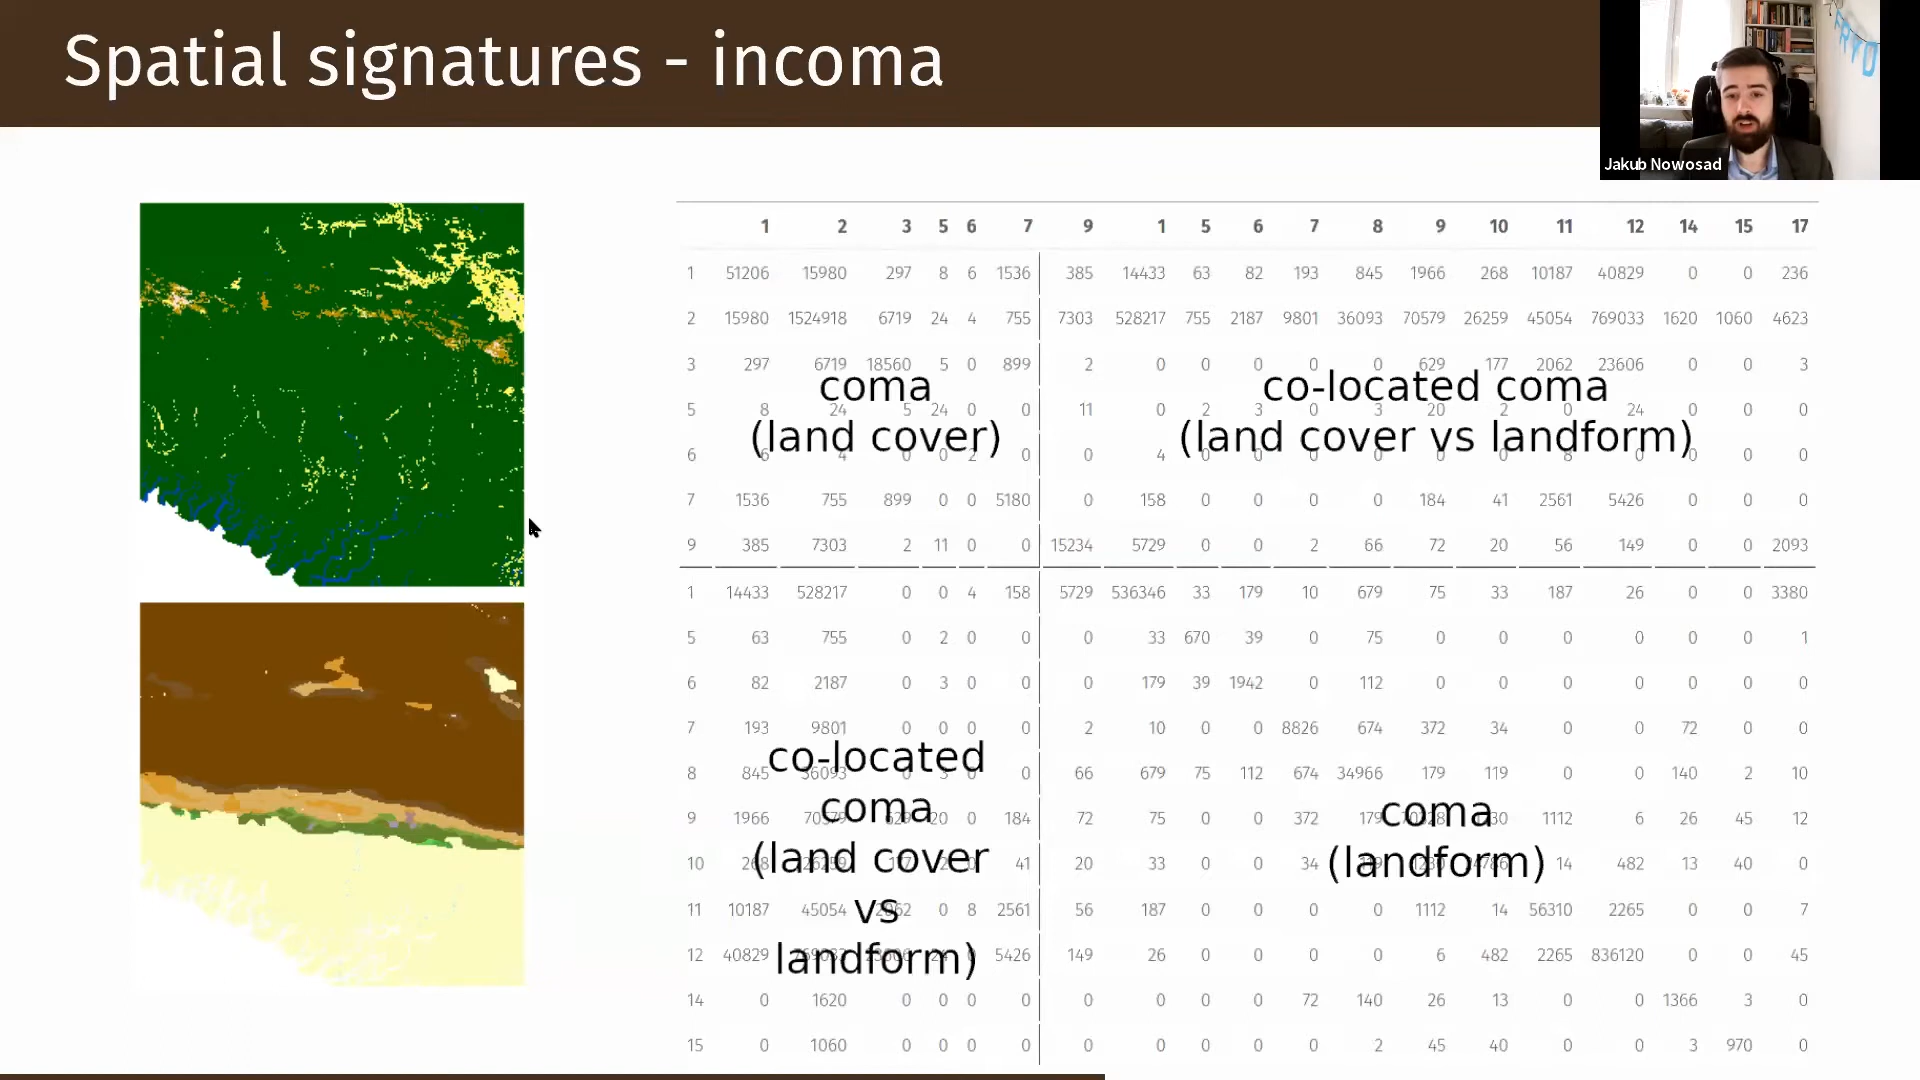 Spatial signatures - incoma
Jakub Nowosad
1 2 3 5 6 7 9 1 5 6 7 8 9 10 11 12 14 15 17
1 51206 15980 297 8 6 1536 385 14433 63 82 193 845 1966 268 10187 40829 0 0 236
2 15980 1524918 6719 24 4 755 7303 528217 755 2187 9801 36093 70579 26259 45054 769033 1620 1060 4623
3 297 6719 18560 5 0 899 2 0 0 0 0 0 629 177 2062 23606 0 0 3
coma
co-located coma
5 8 24 5 24 0 0 11 0 2 3 0 3 20 2 0 24 0 0 0
(land cover)
(land cover vs landform)
6 6 4 0 0 2 0 0 4 0 0 0 0 0 0 8 0 0 0 0
7 1536 755 899 0 0 5180 0 158 0 0 0 0 184 41 2561 5426 0 0 0
9 385 7303 2 11 0 0 15234 5729 0 0 2 66 72 20 56 149 0 0 2093
1 14433 528217 0 0 4 158 5729 536346 33 179 10 679 75 33 187 26 0 0 3380
5 63 755 0 2 0 0 0 33 670 39 0 75 0 0 0 0 0 0 1
6 82 2187 0 3 0 0 0 179 39 1942 0 112 0 0 0 0 0 0 0
7 193 9801 0 0 0 0 2 10 0 0 8826 674 372 34 0 0 72 0 0
co-located
8 845 36093 0 3 0 0 66 679 75 112 674 34966 179 119 0 0 140 2 10
coma
coma
9 1966 70579 629 20 0 184 72 75 0 0 372 179 1112 6 26 45 12
(land cover
(landform)
10 268 26259 177 2 0 41 20 33 0 0 34 119 14 482 13 40 0
11 10187 45054 2062 0 8 2561 56 187 0 0 0 0 1112 14 56310 2265 0 0 7
vs
12 40829 769033 23606 24 0 5426 149 26 0 0 0 0 6 482 2265 836120 0 0 45
landform)
14 0 1620 0 0 0 0 0 0 0 0 72 140 26 13 0 0 1366 3 0
15 0 1060 0 0 0 0 0 0 0 0 0 2 45 40 0 0 3 970 0